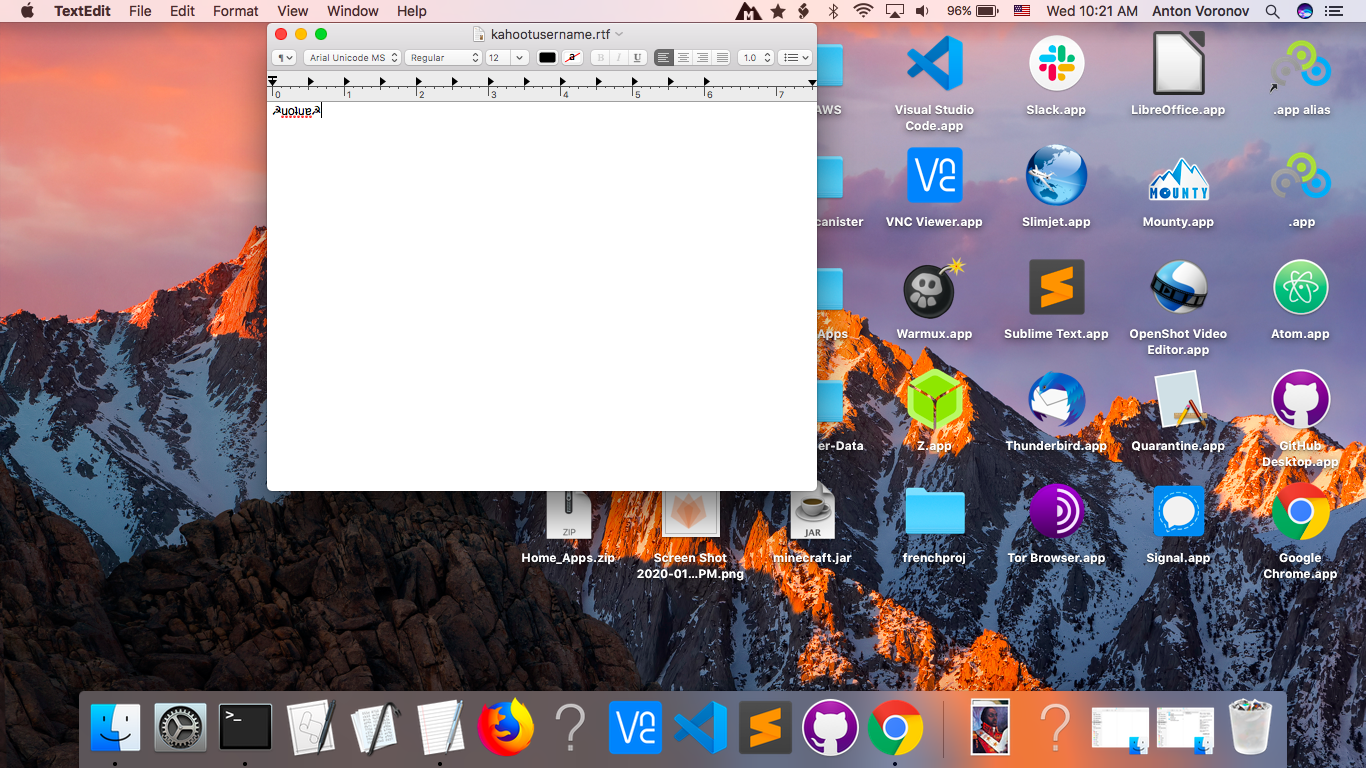 TextEdit File Edit Format View Window Help 96% Wed 10:21 AM Anton Voronov
kahootusername.rtf
¶ Arial Unicode MS Regular 12 a B I U 1.0
0 1 2 3 4 5 6 7
AWS
Visual Studio
Code.app
Slack.app
LibreOffice.app
.app alias
canister
VNC Viewer.app
Slimjet.app
MOUNTY
Mounty.app
.app
Apps
Warmux.app
Sublime Text.app
OpenShot Video
Editor.app
Atom.app
er-Data
Z.app
Thunderbird.app
Quarantine.app
GitHub
Desktop.app
ZIP
Home_Apps.zip
Screen Shot
2020-01...PM.png
JAR
minecraft.jar
frenchproj
Tor Browser.app
Signal.app
Google
Chrome.app